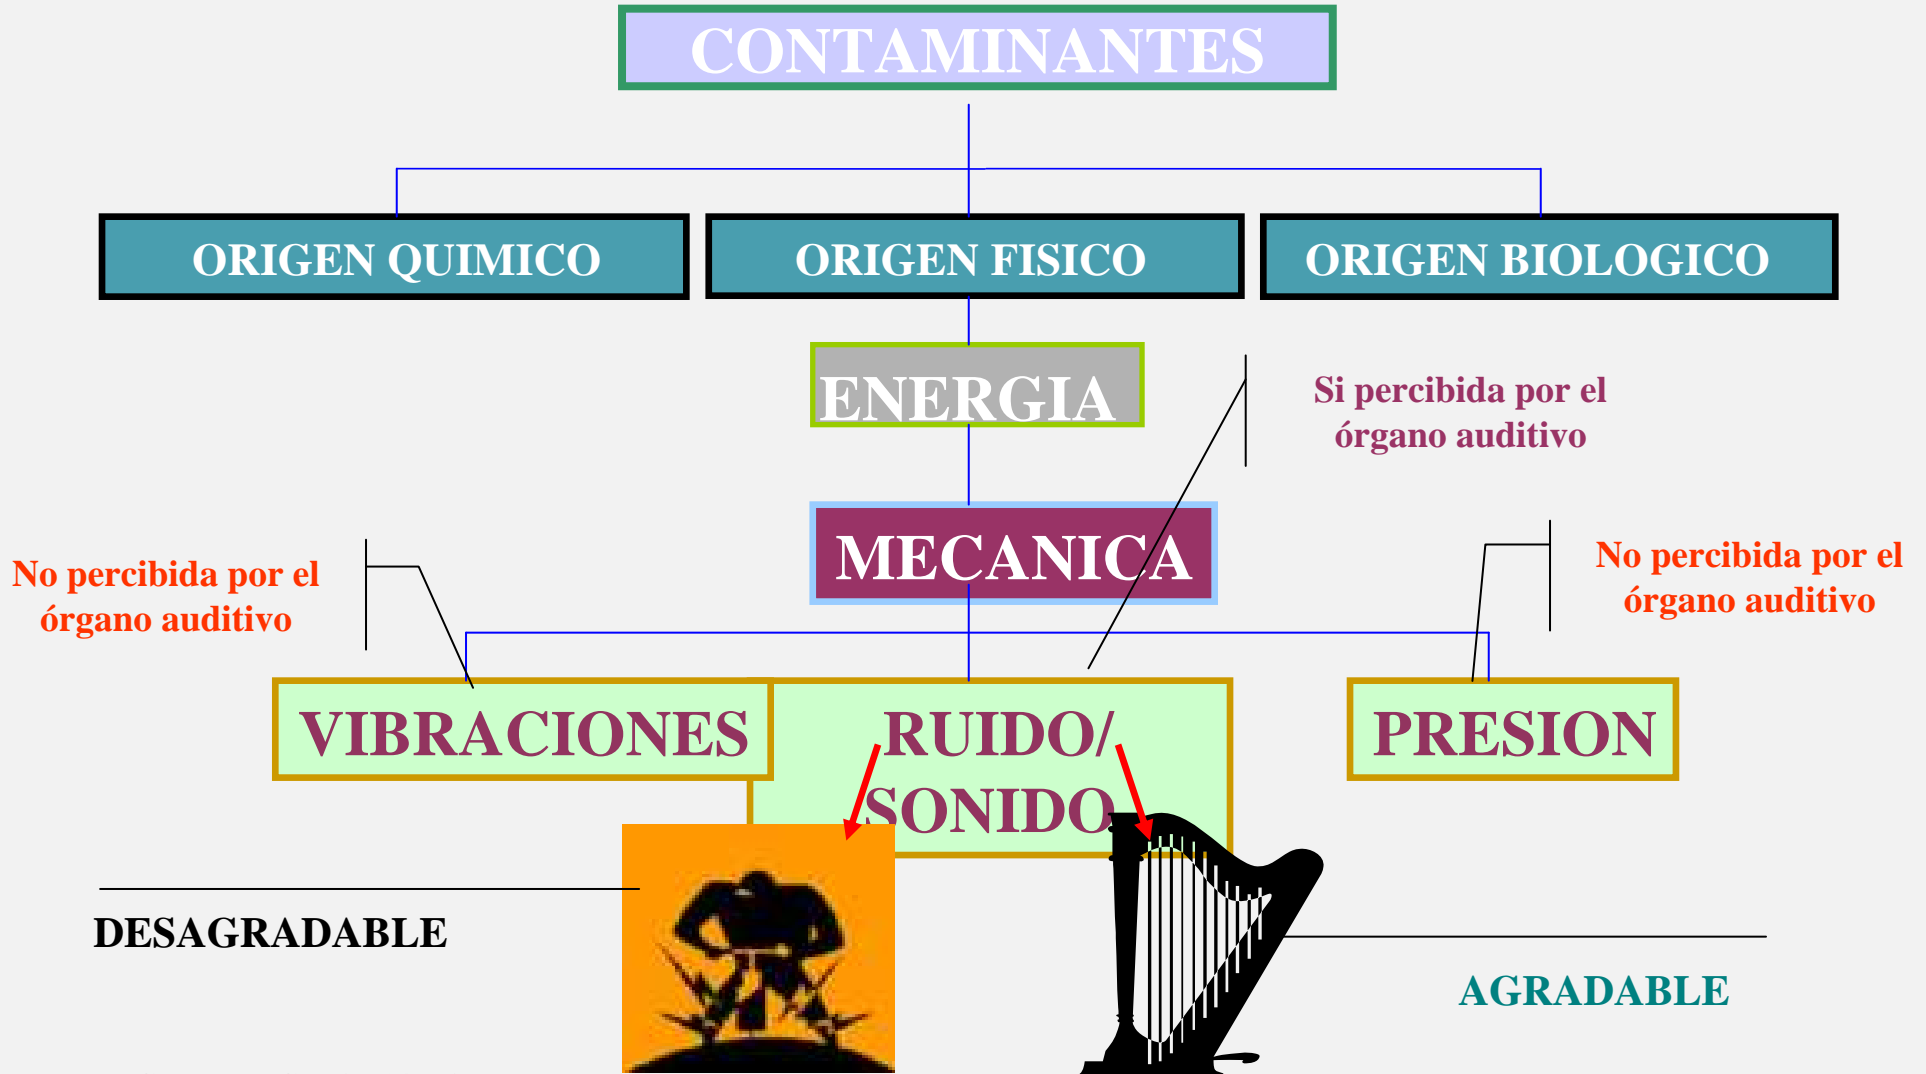 CONTAMINANTES
ORIGEN QUIMICO
ORIGEN FISICO
ORIGEN BIOLOGICO
ENERGIA
Si percibida por el
órgano auditivo
MECANICA
No percibida por el
órgano auditivo
No percibida por el
órgano auditivo
VIBRACIONES
RUIDO/
SONIDO
PRESION
DESAGRADABLE
AGRADABLE